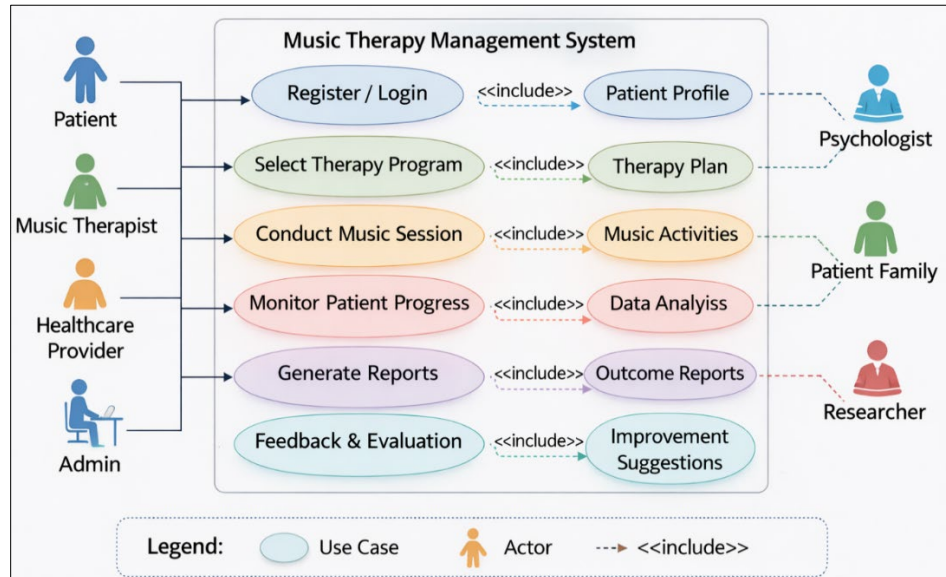 Music Therapy Management System
Patient
Music Therapist
Healthcare
Provider
Admin
Register / Login
<<include>>
Patient Profile
Select Therapy Program
<<include>>
Therapy Plan
Conduct Music Session
<<include>>
Music Activities
Monitor Patient Progress
<<include>>
Data Analyiss
Generate Reports
<<include>>
Outcome Reports
Feedback & Evaluation
<<include>>
Improvement
Suggestions
Psychologist
Patient Family
Researcher
Legend:
Use Case
Actor
<<include>>